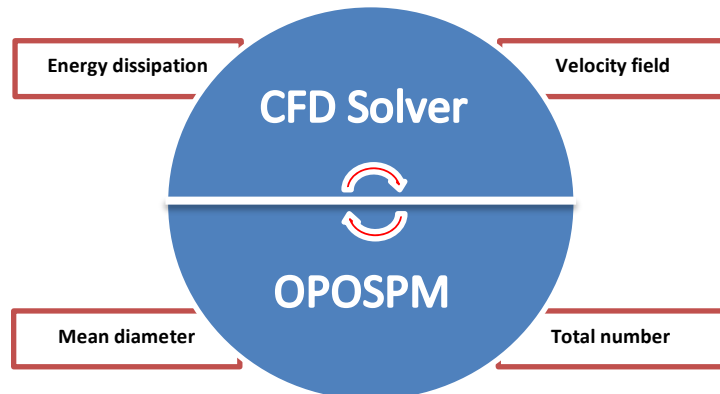 Energy dissipation
Velocity field
CFD Solver
OPOSPM
Mean diameter
Total number